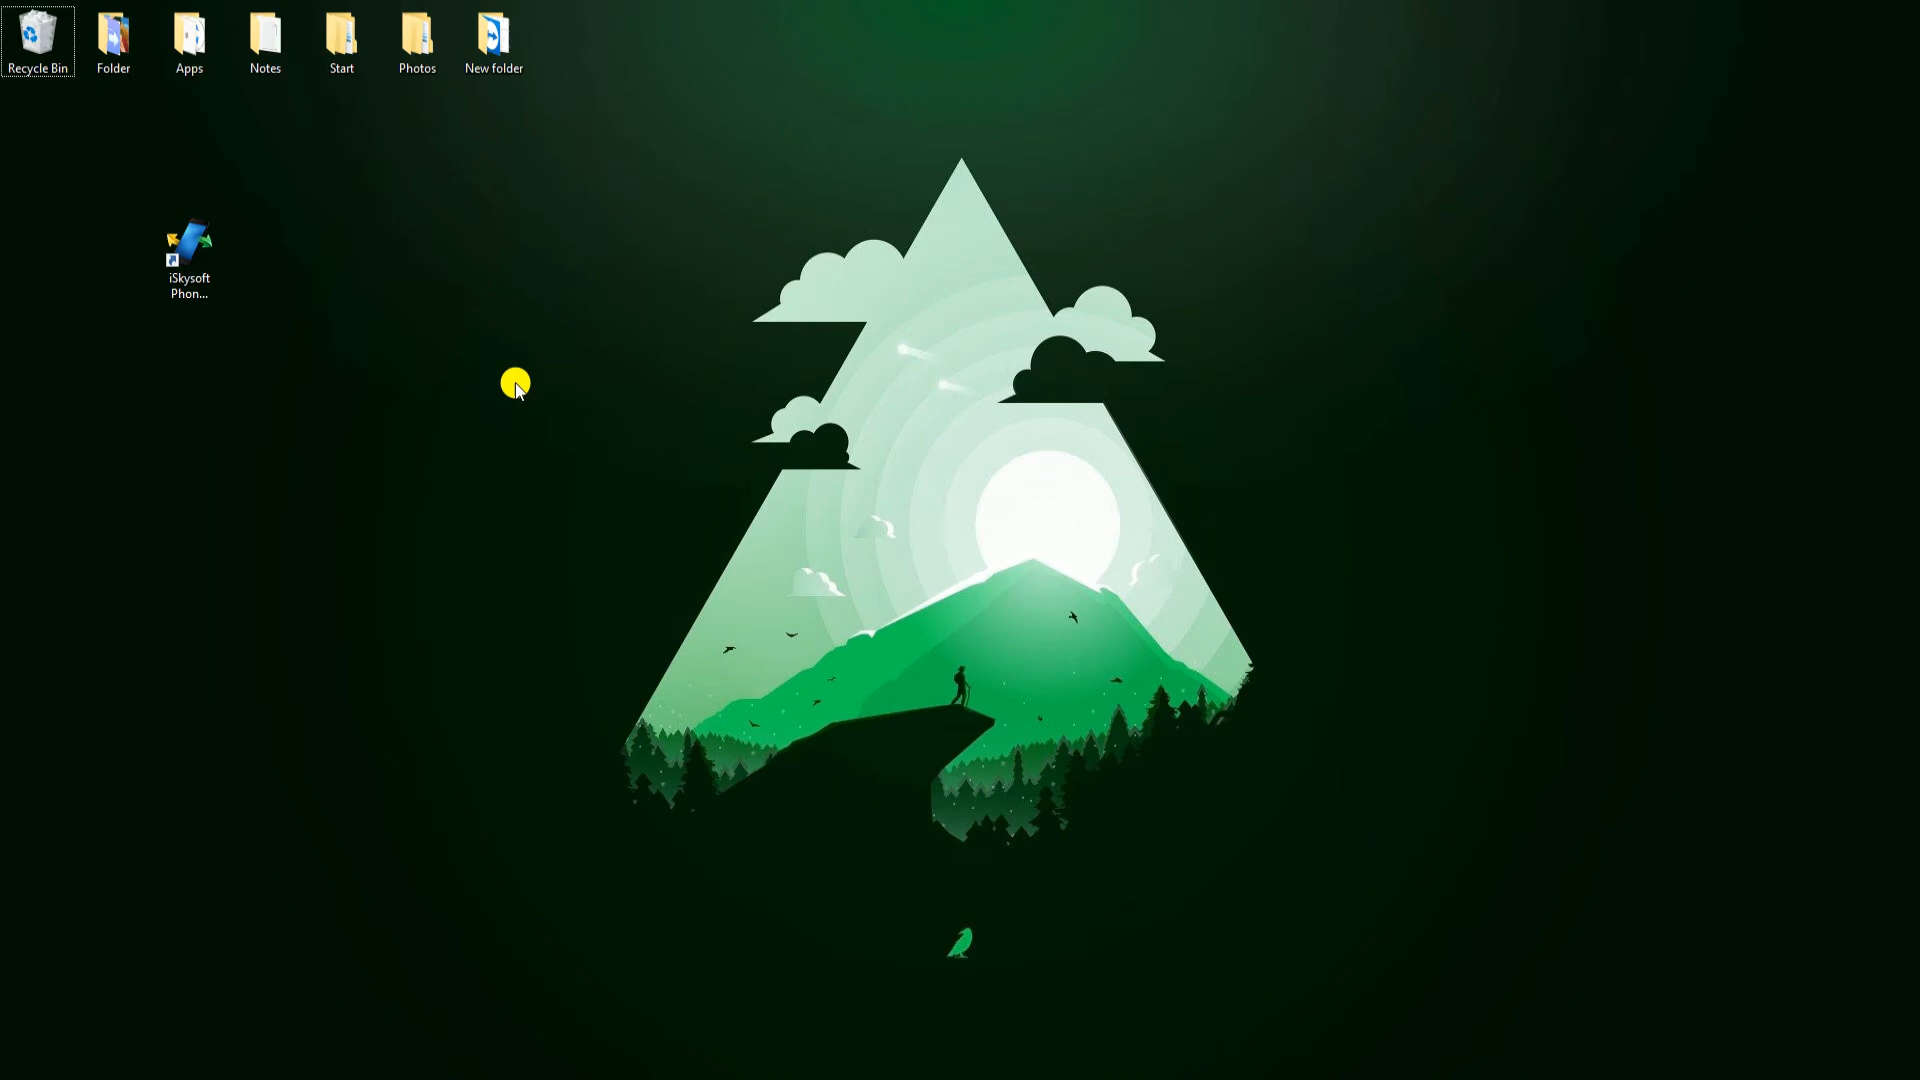 Recycle Bin
Folder
Apps
Notes
Start
Photos
New folder
iSkysoft
Phon...